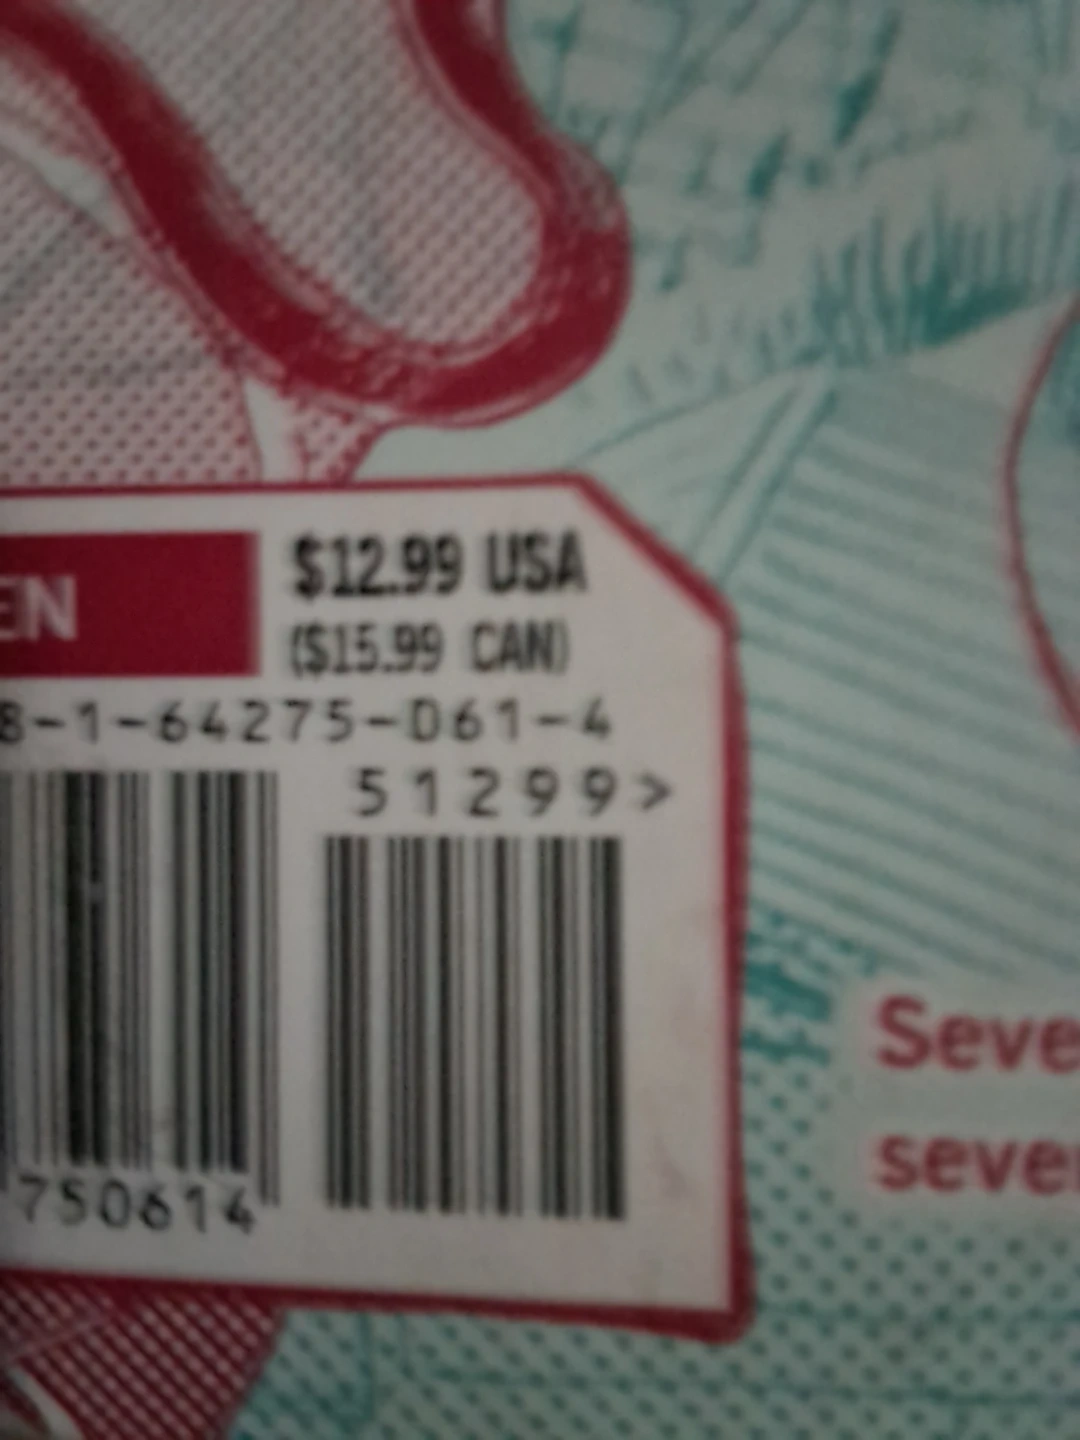 EN
$12.99 USA
($15.99 CAN)
8-1-64275-061-4
51299>
750614
Seve
seve